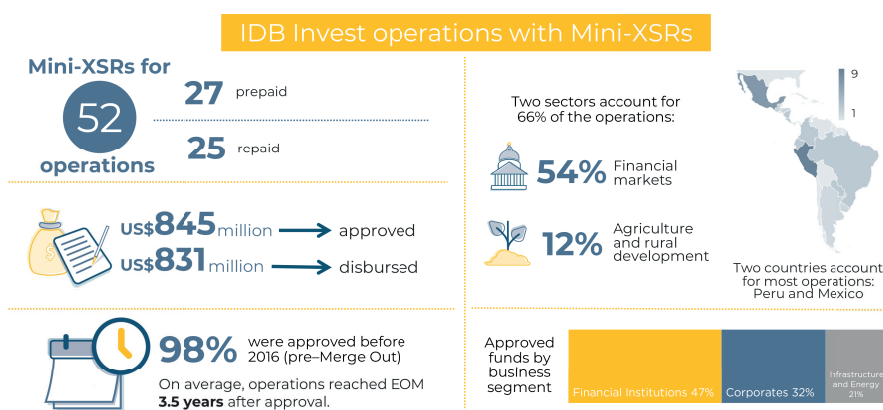 IDB Invest operations with Mini-XSRs
Mini-XSRs for
52
operations
27 prepaid
25 repaid
US$845 million approved
US$831 million disbursed
98% were approved before
2016 (pre–Merge Out)
On average, operations reached EOM
3.5 years after approval.
Two sectors account for
66% of the operations:
54% Financial
markets
12% Agriculture
and rural
development
9
1
Two countries account
for most operations:
Peru and Mexico
Approved
funds by
business
segment
Financial Institutions 47%
Corporates 32%
Infrastructure
and Energy
21%